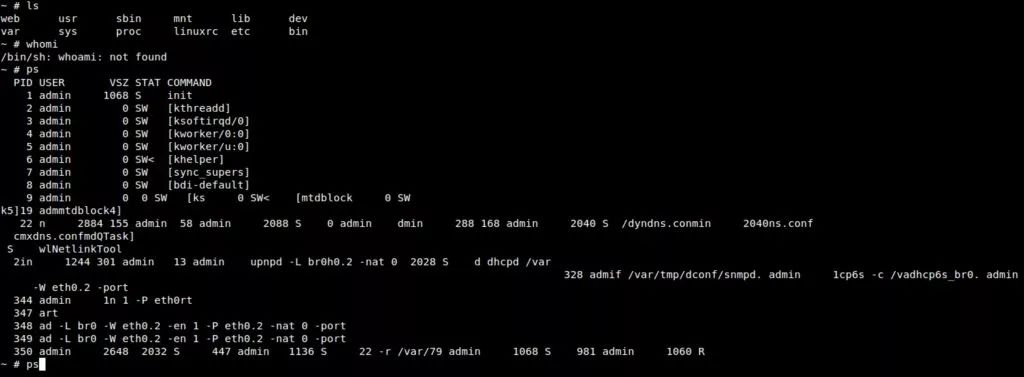 ~ # ls
web usr sbin mnt lib dev
var sys proc linuxrc etc bin
~ # whomi
/bin/sh: whoami: not found
~ # ps
PID USER VSZ STAT COMMAND
1 admin 1068 S init
2 admin 0 SW [kthreadd]
3 admin 0 SW [ksoftirqd/0]
4 admin 0 SW [kworker/0:0]
5 admin 0 SW [kworker/u:0]
6 admin 0 SW< [khelper]
7 admin 0 SW [sync_supers]
8 admin 0 SW [bdi-default]
9 admin 0 0 SW [ks 0 SW< [mtdblock 0 SW
k5]19 admmtdblock4]
22 n 2884 155 admin 58 admin 2088 S 0 admin dmin 288 168 admin 2040 S /dyndns.conmin 2040ns.conf
cmxdns.confmdQTask]
S wlNetlinkTool
2in 1244 301 admin 13 admin upnpd -L br0h0.2 -nat 0 2028 S d dhcpd /var
328 admif /var/tmp/dconf/snmpd. admin 1cp6s -c /vadhcp6s_br0. admin
-W eth0.2 -port
344 admin 1n 1 -P eth0rt
347 art
348 ad -L br0 -W eth0.2 -en 1 -P eth0.2 -nat 0 -port
349 ad -L br0 -W eth0.2 -en 1 -P eth0.2 -nat 0 -port
350 admin 2648 2032 S 447 admin 1136 S 22 -r /var/79 admin 1068 S 981 admin 1060 R
~ # ps